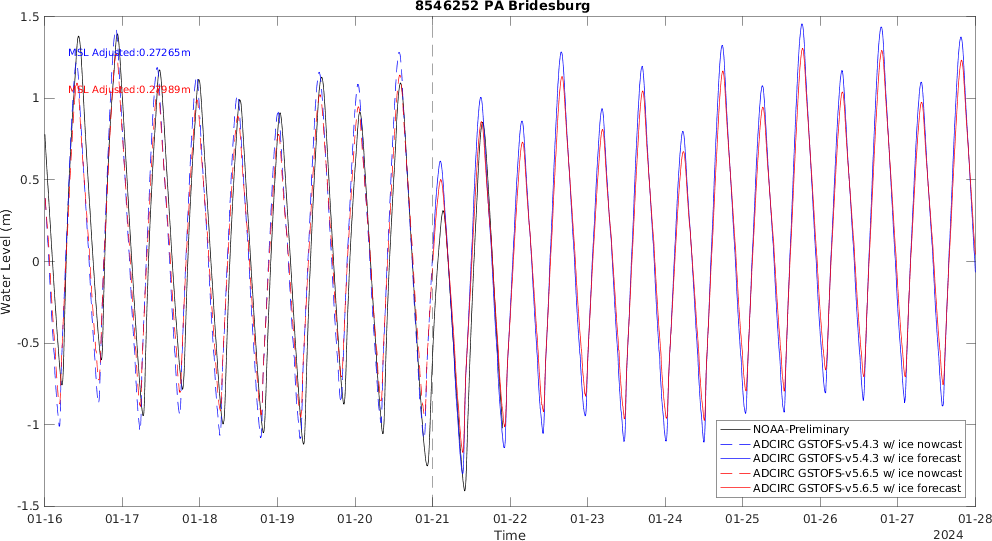 8546252 PA Bridesburg
1.5
1
0.5
0
-0.5
-1
-1.5
Water Level (m)
MSL Adjusted:0.27265m
MSL Adjusted:0.27989m
NOAA-Preliminary
ADCIRC GSTOFS-v5.4.3 w/ ice nowcast
ADCIRC GSTOFS-v5.4.3 w/ ice forecast
ADCIRC GSTOFS-v5.6.5 w/ ice nowcast
ADCIRC GSTOFS-v5.6.5 w/ ice forecast
01-16 01-17 01-18 01-19 01-20 01-21 01-22 01-23 01-24 01-25 01-26 01-27 01-28
Time
2024